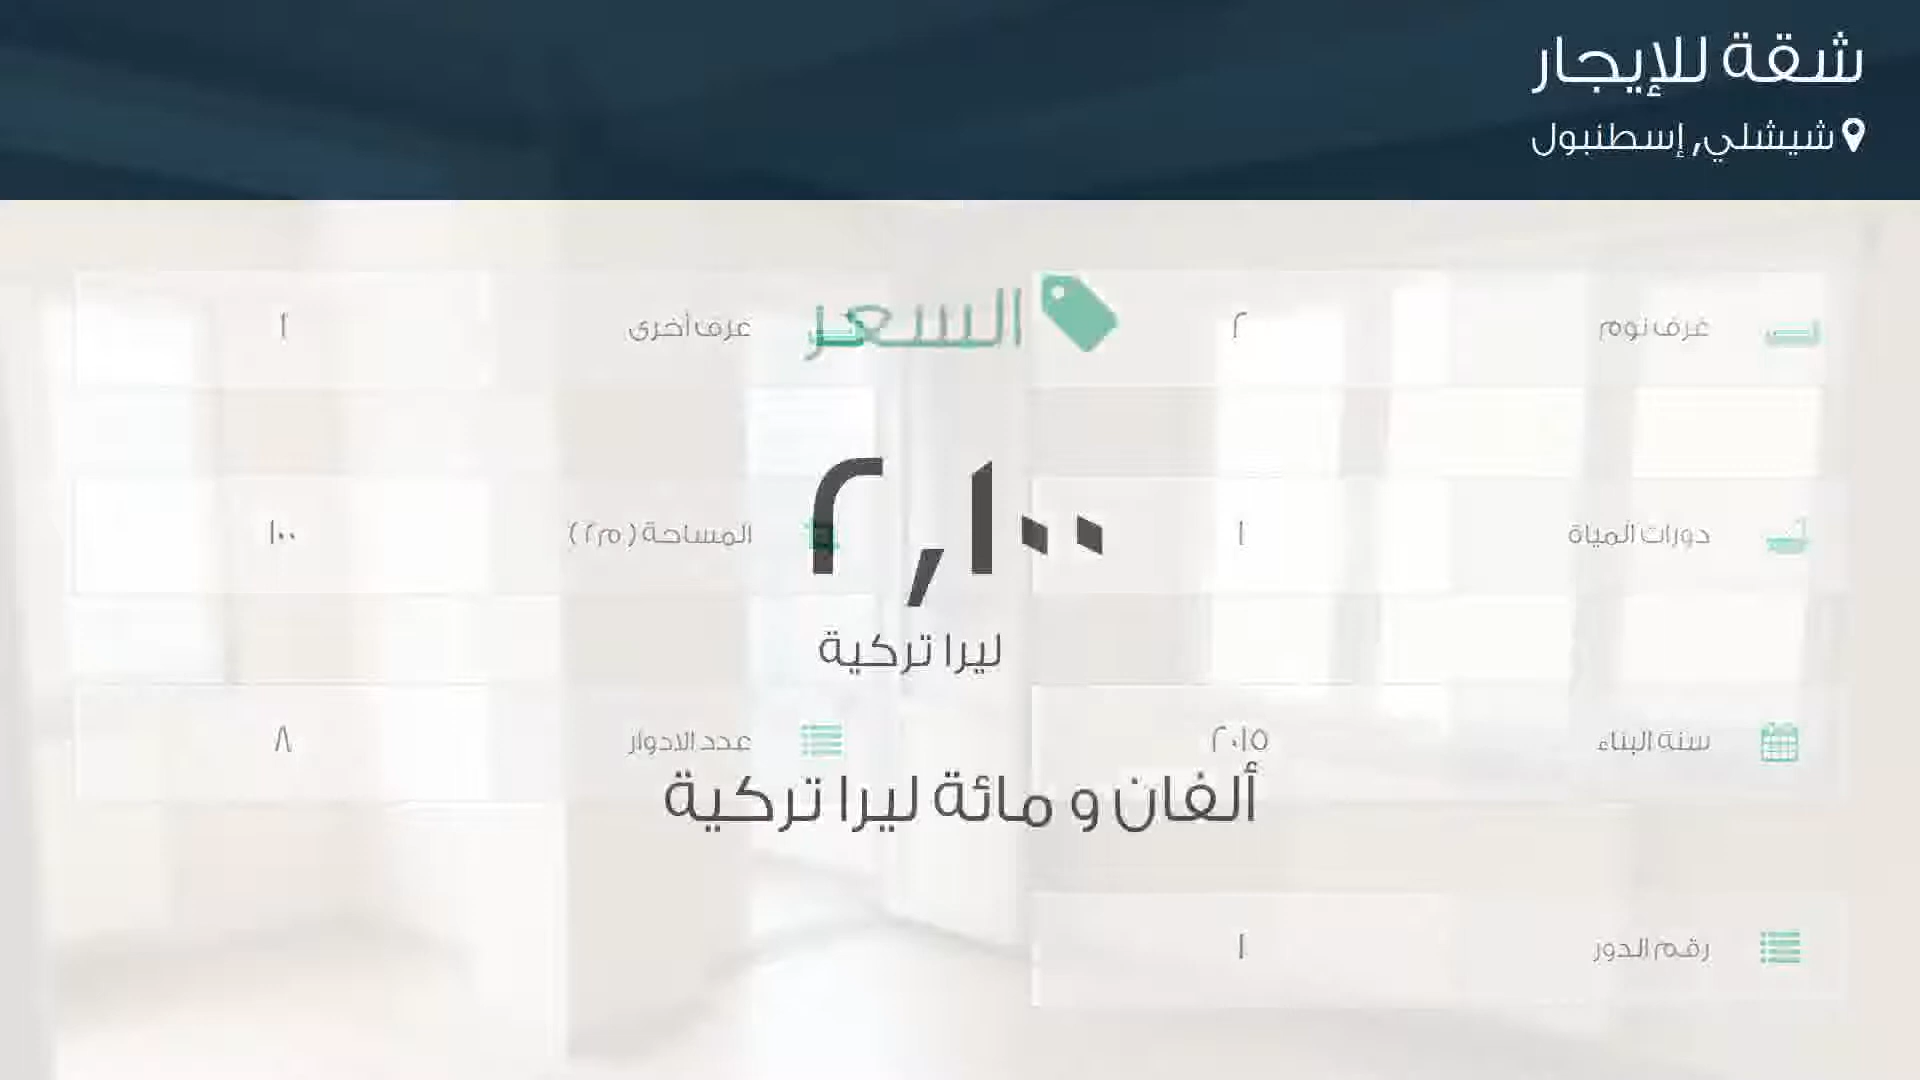 شقة للإيجار
شيشلي, إسطنبول
السعر
غرف نوم ٢
غرف أخرى ١
٢,١٠٠
دورات المياة ١
المساحة (م٢) ١٠٠
ليرا تركية
سنة البناء ٢٠١٥
عدد الادوار ٨
ألفان و مائة ليرا تركية
رقم الدور ١